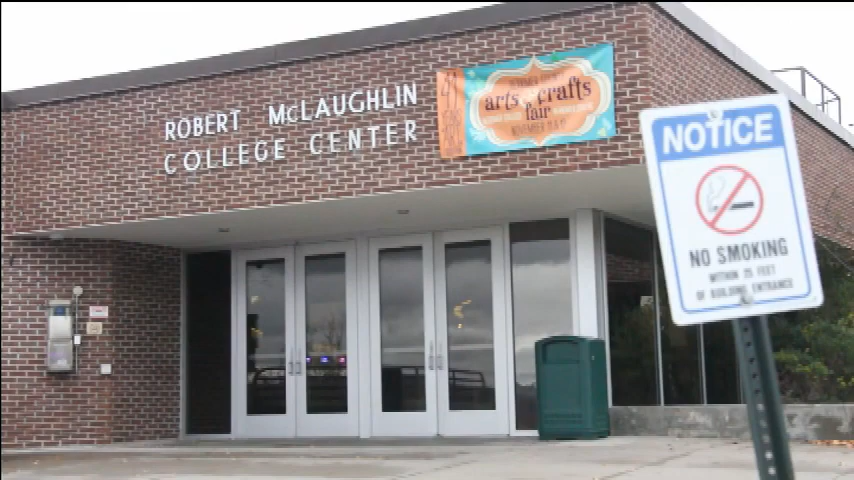 ROBERT McLAUGHLIN
COLLEGE CENTER
arts & crafts
fair
NOTICE
NO SMOKING
WITHIN 25 FEET
OF BUILDING ENTRANCE